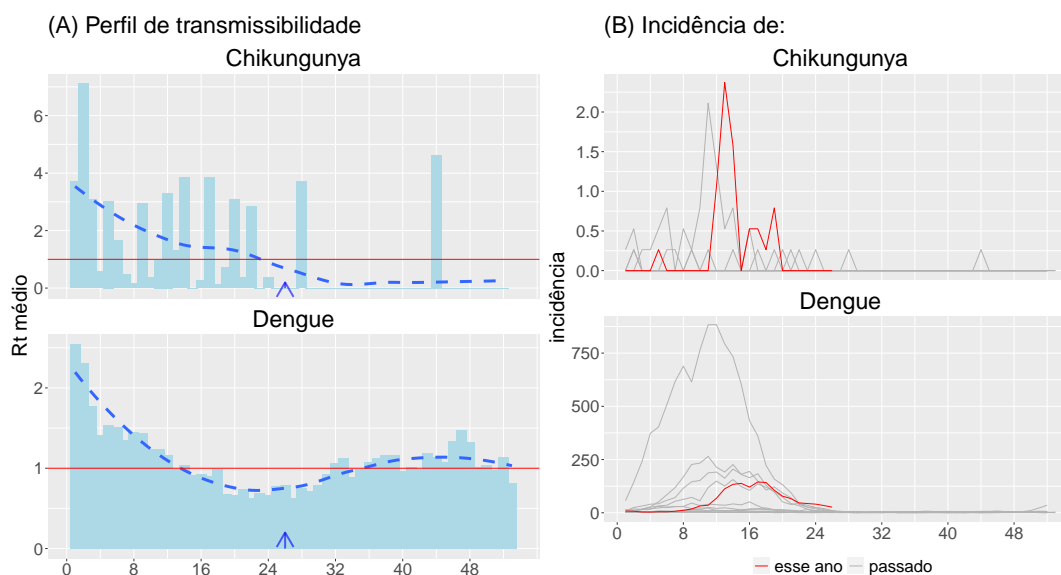 (A) Perfil de transmissibilidade
Chikungunya
6
4
2
0
Dengue
2
1
0
0 8 16 24 32 40 48
Rt médio
(B) Incidência de:
Chikungunya
2.0
1.5
1.0
0.5
0.0
Dengue
750
500
250
0
0 8 16 24 32 40 48
incidência
esse ano passado